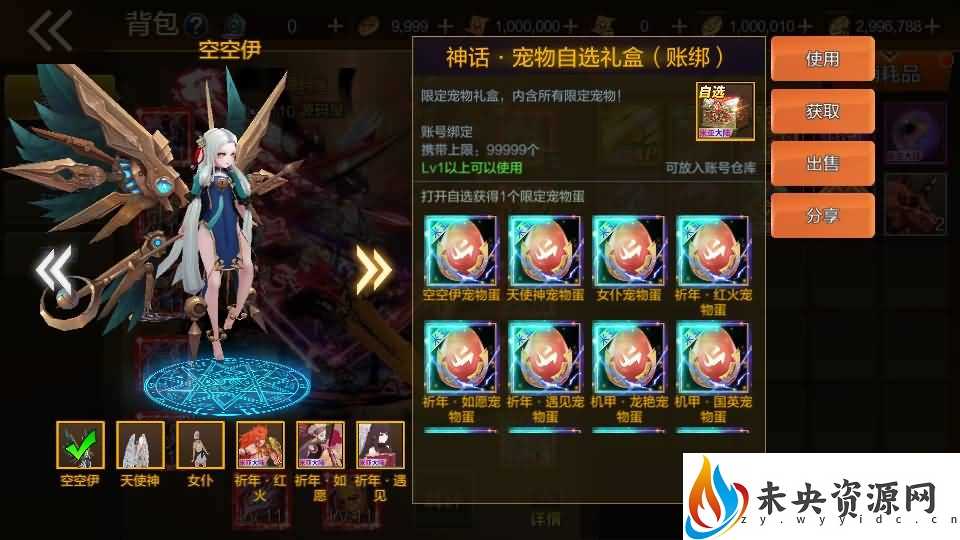 背包
?
0
9,999
1,000,000
0
1,000,010
2,996,788
空空伊
神话·宠物自选礼盒（账绑）
限定宠物礼盒，内含所有限定宠物！
自选
米亚大陆
账号绑定
携带上限：99999个
Lv1以上可以使用
可放入账号仓库
打开自选获得1个限定宠物蛋
空空伊宠物蛋
天使神宠物蛋
女仆宠物蛋
祈年·红火宠
物蛋
祈年·如愿宠
物蛋
祈年·遇见宠
物蛋
机甲·龙艳宠
物蛋
机甲·国英宠
物蛋
使用
获取
出售
分享
消耗品
2
空空伊
天使神
女仆
祈年·红
火
祈年·如
愿
祈年·遇
见
详情
未央资源网
zy.wyyidc.cn